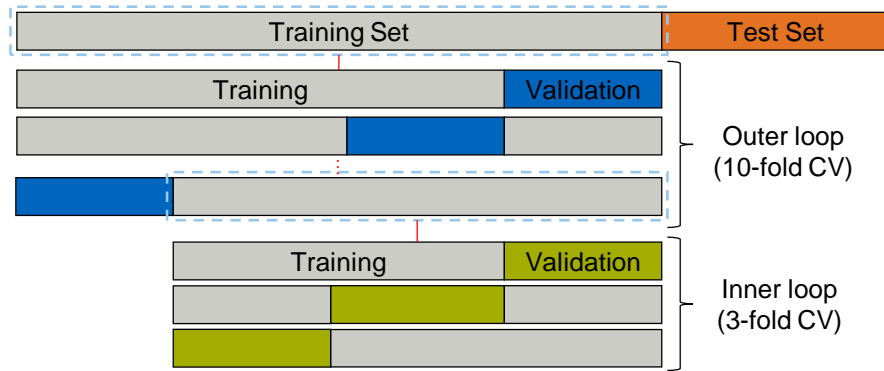 Training Set
Test Set
Training
Validation
Outer loop
(10-fold CV)
Training
Validation
Inner loop
(3-fold CV)